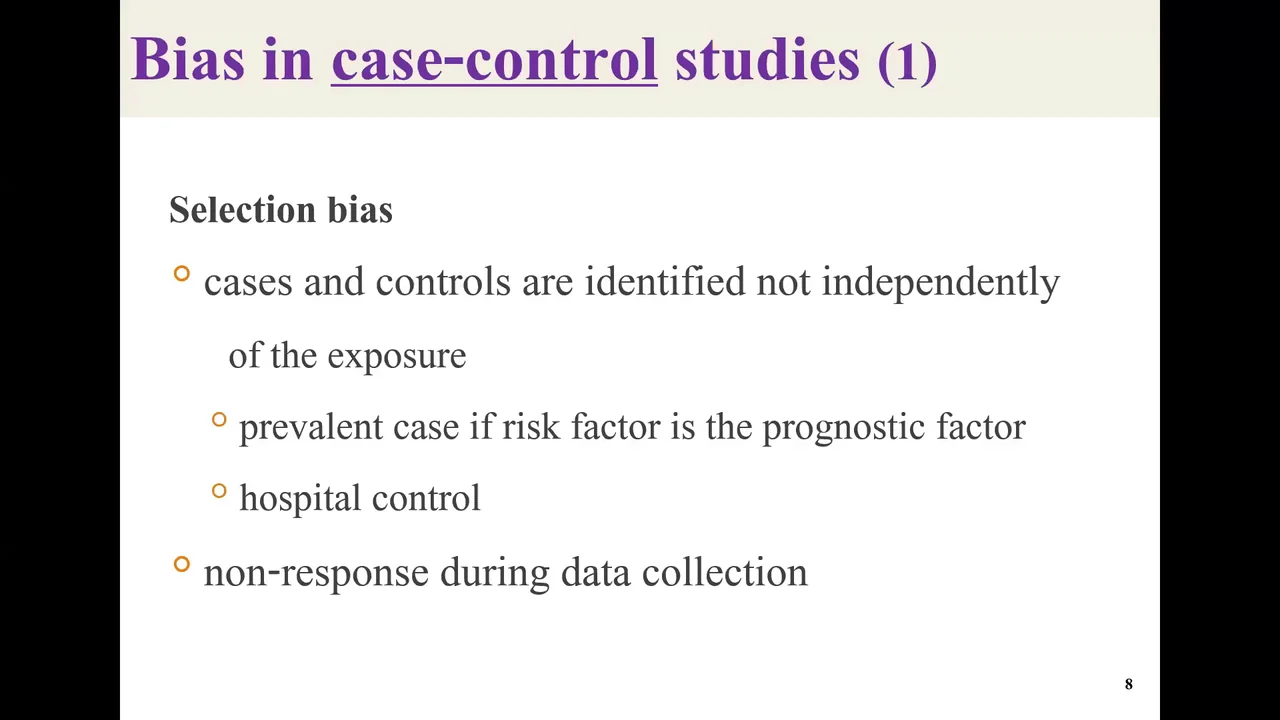 Bias in case-control studies (1)
Selection bias
cases and controls are identified not independently
of the exposure
prevalent case if risk factor is the prognostic factor
hospital control
non-response during data collection
8